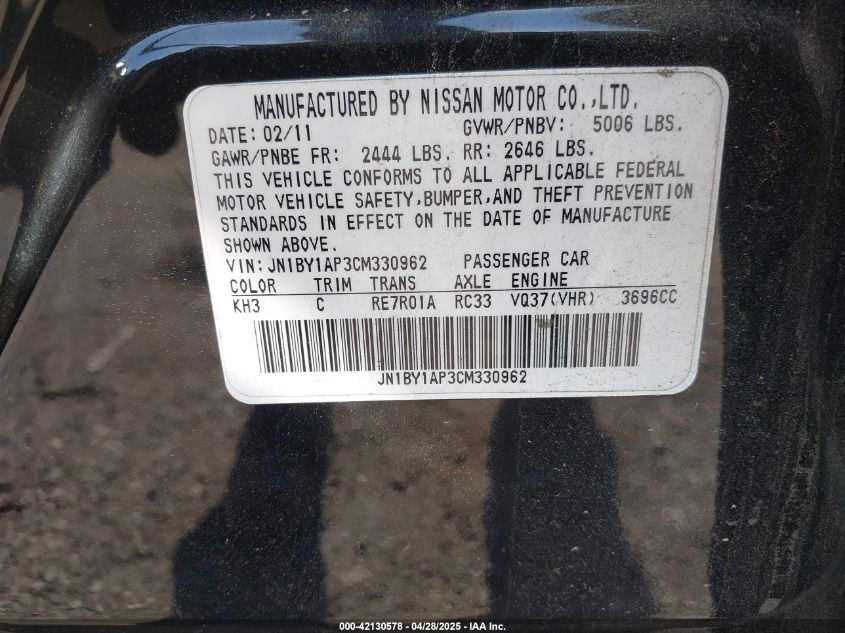 MANUFACTURED BY NISSAN MOTOR CO.,LTD.
DATE: 02/11 GVWR/PNBV: 5006 LBS.
GAWR/PNBE FR: 2444 LBS. RR: 2646 LBS.
THIS VEHICLE CONFORMS TO ALL APPLICABLE FEDERAL
MOTOR VEHICLE SAFETY,BUMPER,AND THEFT PREVENTION
STANDARDS IN EFFECT ON THE DATE OF MANUFACTURE
SHOWN ABOVE.
VIN:JN1BY1AP3CM330962 PASSENGER CAR
COLOR TRIM TRANS AXLE ENGINE
KH3 C RE7R01A RC33 VQ37(VHR) 3696CC
JN1BY1AP3CM330962
000-42130578 - 04/28/2025 - IAA Inc.